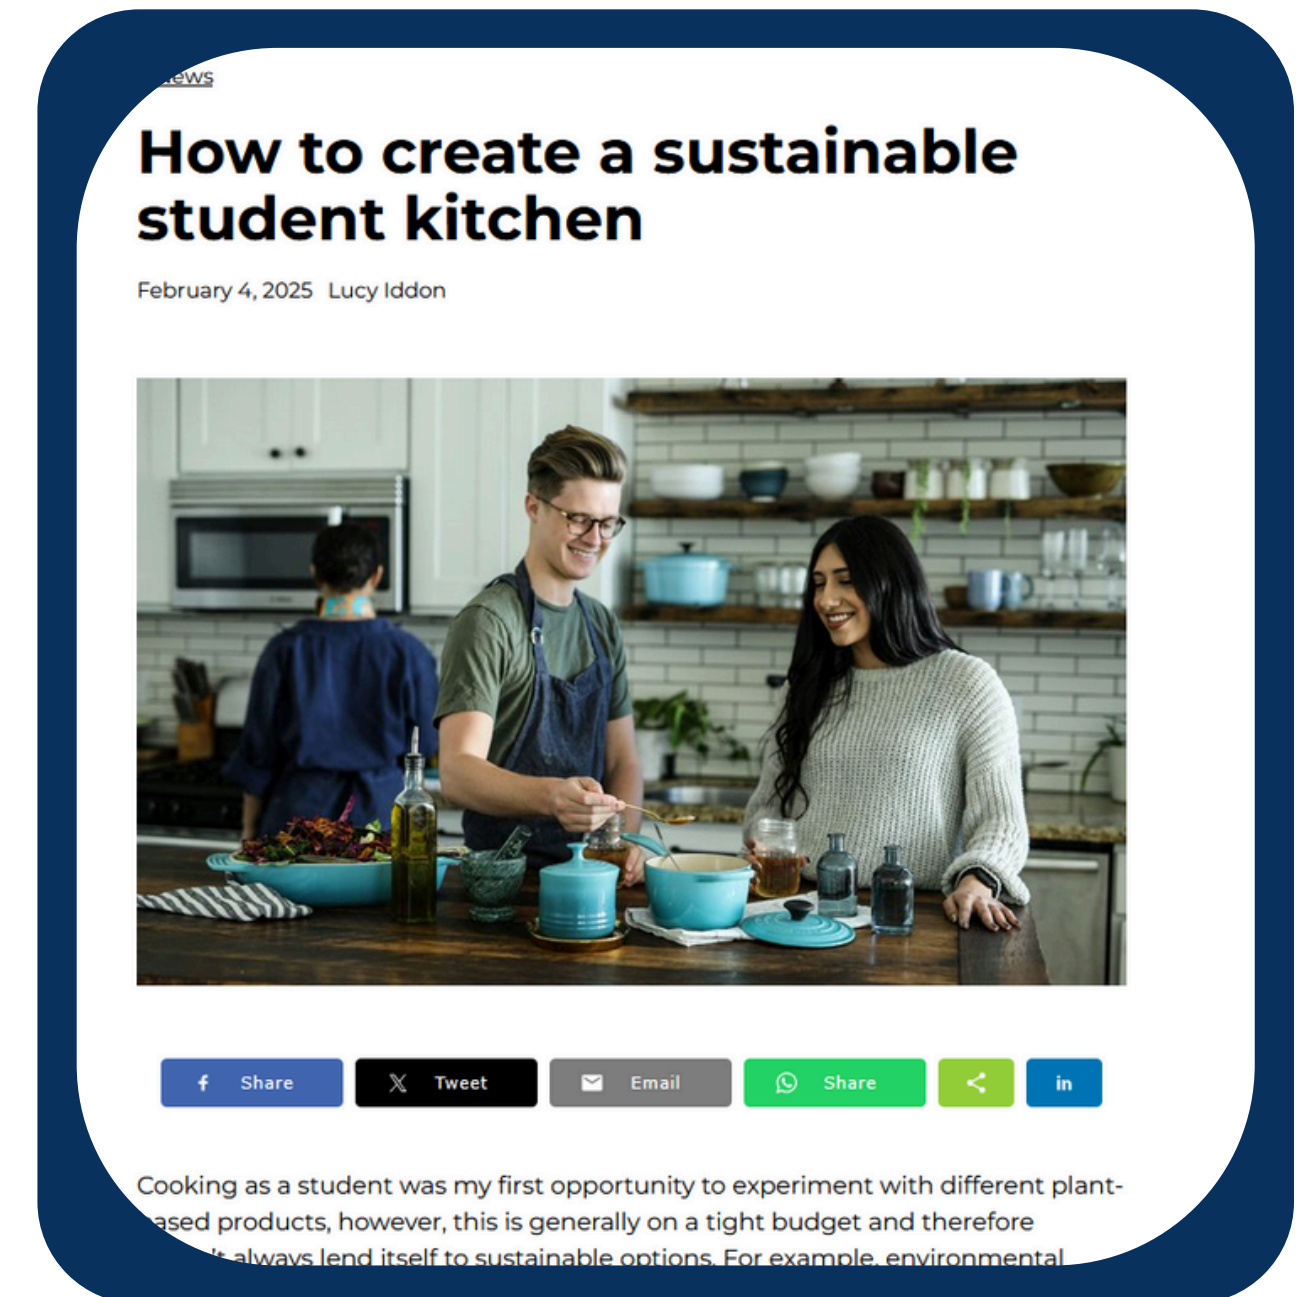 How to create a sustainable
student kitchen
February 4, 2025 Lucy Iddon
Share Tweet Email Share in
Cooking as a student was my first opportunity to experiment with different plant-
products, however, this is generally on a tight budget and therefore
always lend itself to sustainable options. For example, environmental